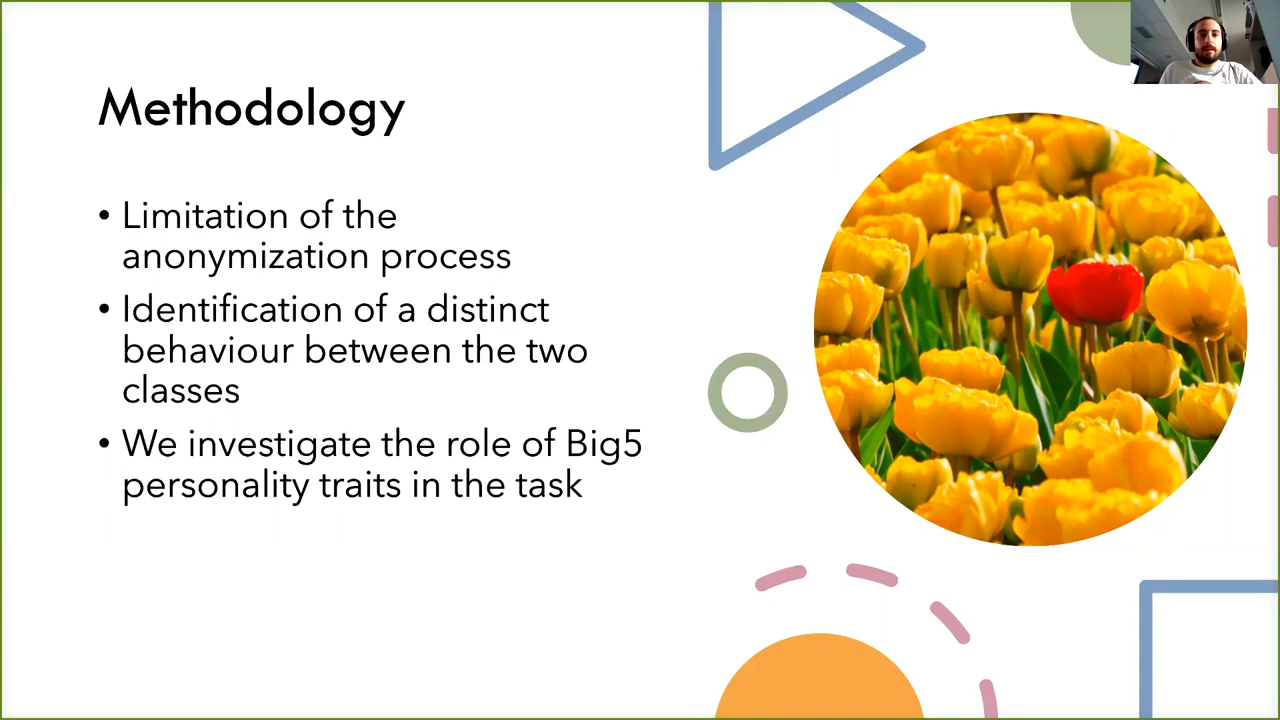 Methodology
• Limitation of the
anonymization process
• Identification of a distinct
behaviour between the two
classes
• We investigate the role of Big5
personality traits in the task